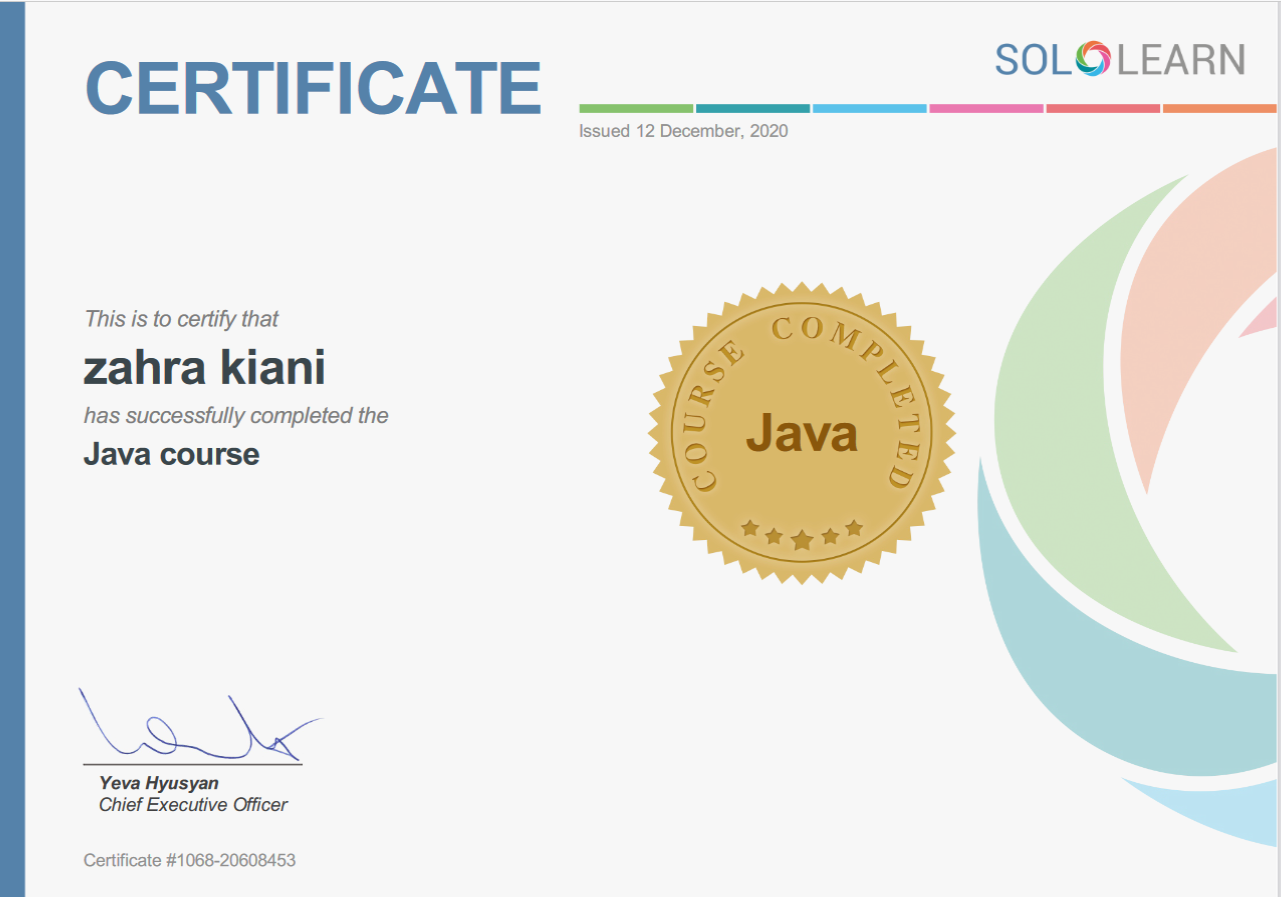 CERTIFICATE
SOLOLEARN
Issued 12 December, 2020
This is to certify that
zahra kiani
has successfully completed the
Java course
COURSE COMPLETED
Java
Yeva Hyusyan
Chief Executive Officer
Certificate #1068-20608453